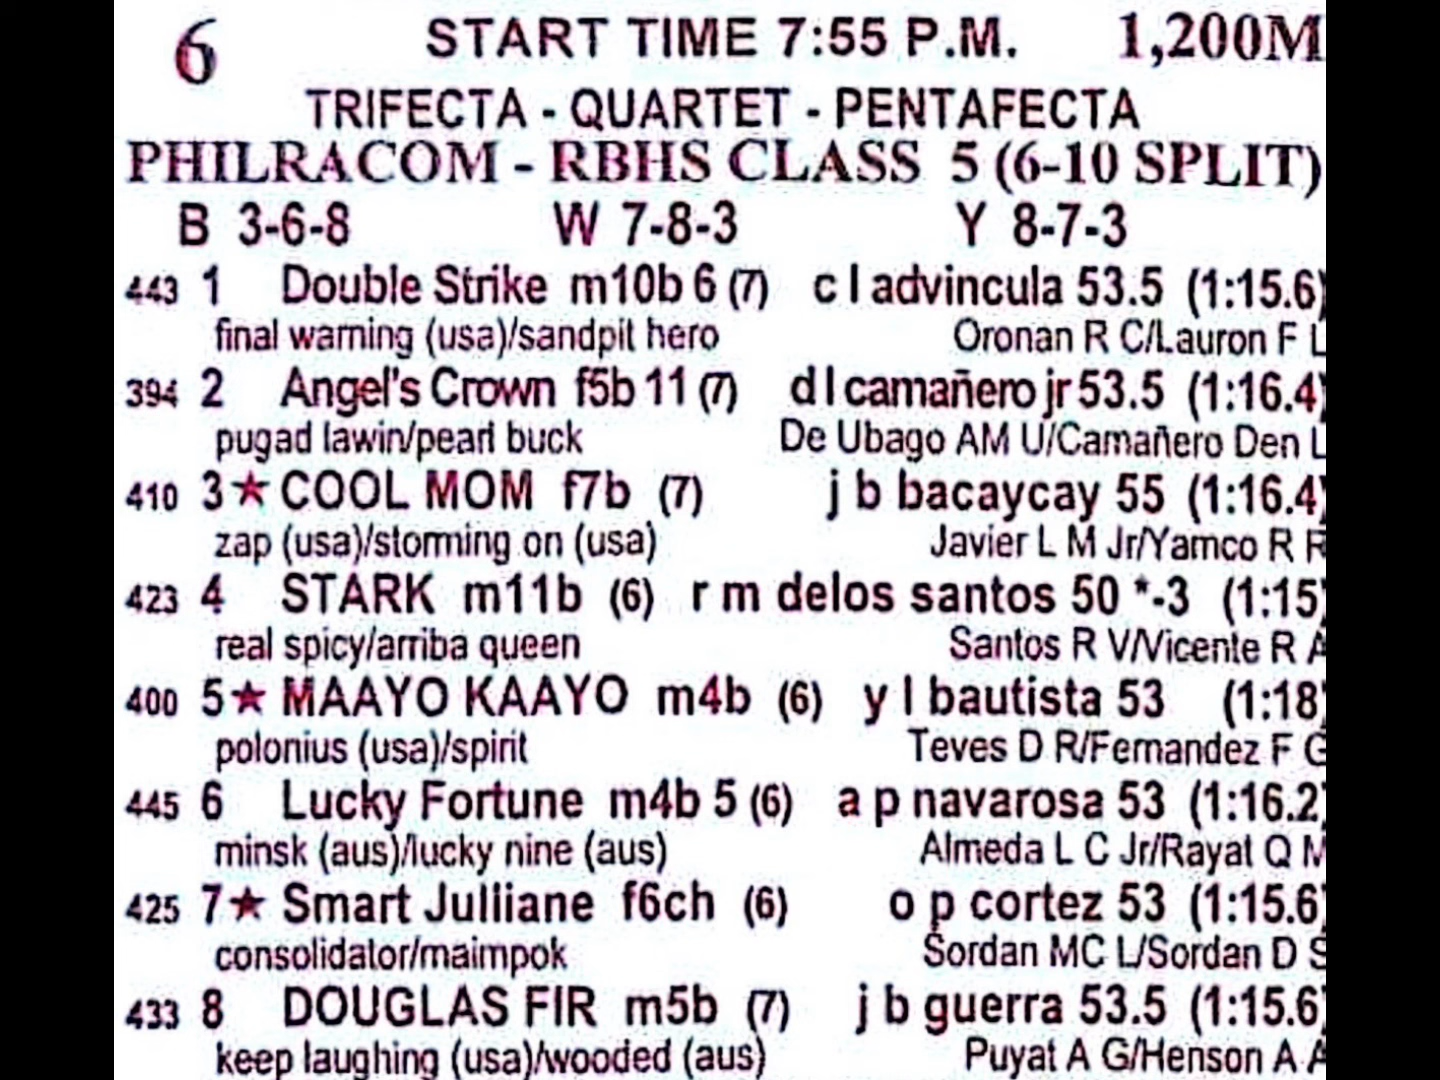 6 START TIME 7:55 P.M. 1,200M
TRIFECTA - QUARTET - PENTAFECTA
PHILRACOM - RBHS CLASS 5 (6-10 SPLIT)
B 3-6-8 W 7-8-3 Y 8-7-3
443 1 Double Strike m10b 6 (7) c l advincula 53.5 (1:15.6)
final warning (usa)/sandpit hero Oronan R C/Lauron F L
394 2 Angel's Crown f5b 11 (7) d l camañero jr 53.5 (1:16.4)
pugad lawin/pearl buck De Ubago AM U/Camañero Den L
410 3★ COOL MOM f7b (7) j b bacaycay 55 (1:16.4)
zap (usa)/storming on (usa) Javier L M Jr/Yamco R R
423 4 STARK m11b (6) r m delos santos 50 *-3 (1:15)
real spicy/arriba queen Santos R V/Vicente R A
400 5★ MAAYO KAAYO m4b (6) y l bautista 53 (1:18)
polonius (usa)/spirit Teves D R/Fernandez F G
445 6 Lucky Fortune m4b 5 (6) a p navarosa 53 (1:16.2)
minsk (aus)/lucky nine (aus) Almeda L C Jr/Rayat Q M
425 7★ Smart Julliane f6ch (6) o p cortez 53 (1:15.6)
consolidator/maimpok Sordan MC L/Sordan D S
433 8 DOUGLAS FIR m5b (7) j b guerra 53.5 (1:15.6)
keep laughing (usa)/wooded (aus) Puyat A G/Henson A A